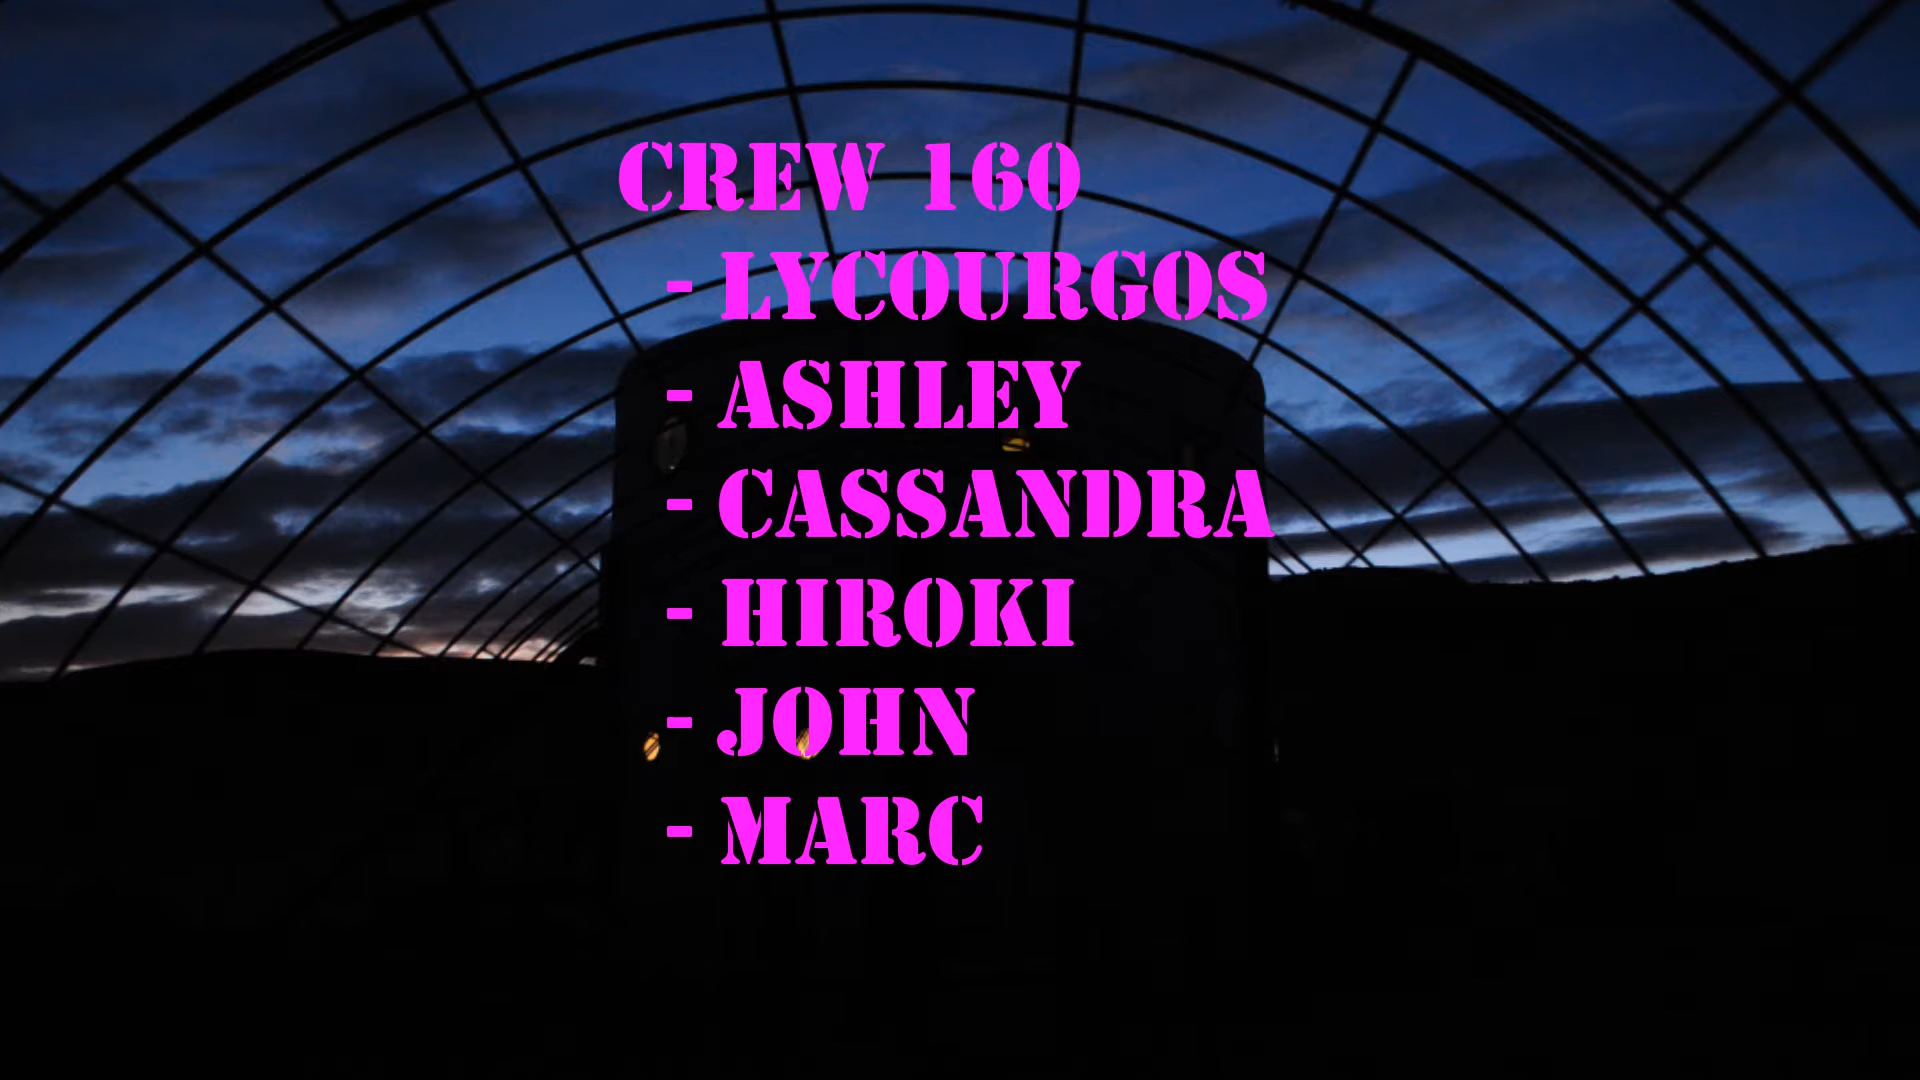 CREW 160
- LYCOURGOS
- ASHLEY
- CASSANDRA
- HIROKI
- JOHN
- MARC